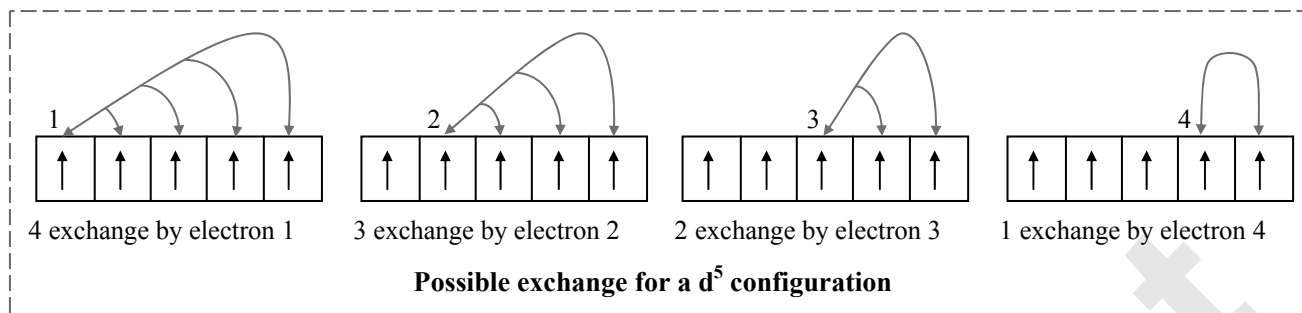 1 2 3 4
4 exchange by electron 1 3 exchange by electron 2 2 exchange by electron 3 1 exchange by electron 4
Possible exchange for a d⁵ configuration